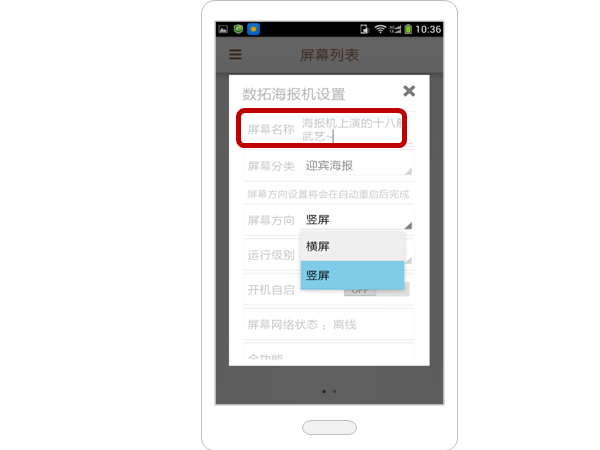 10:36
屏幕列表
数拓海报机设置
屏幕名称 海报机上演的十八般
武艺~
屏幕分类 迎宾海报
屏幕方向设置将会在自动重启后完成
屏幕方向 竖屏
横屏
运行级别
竖屏
开机自启 OFF
屏幕网络状态 ： 离线
全功能